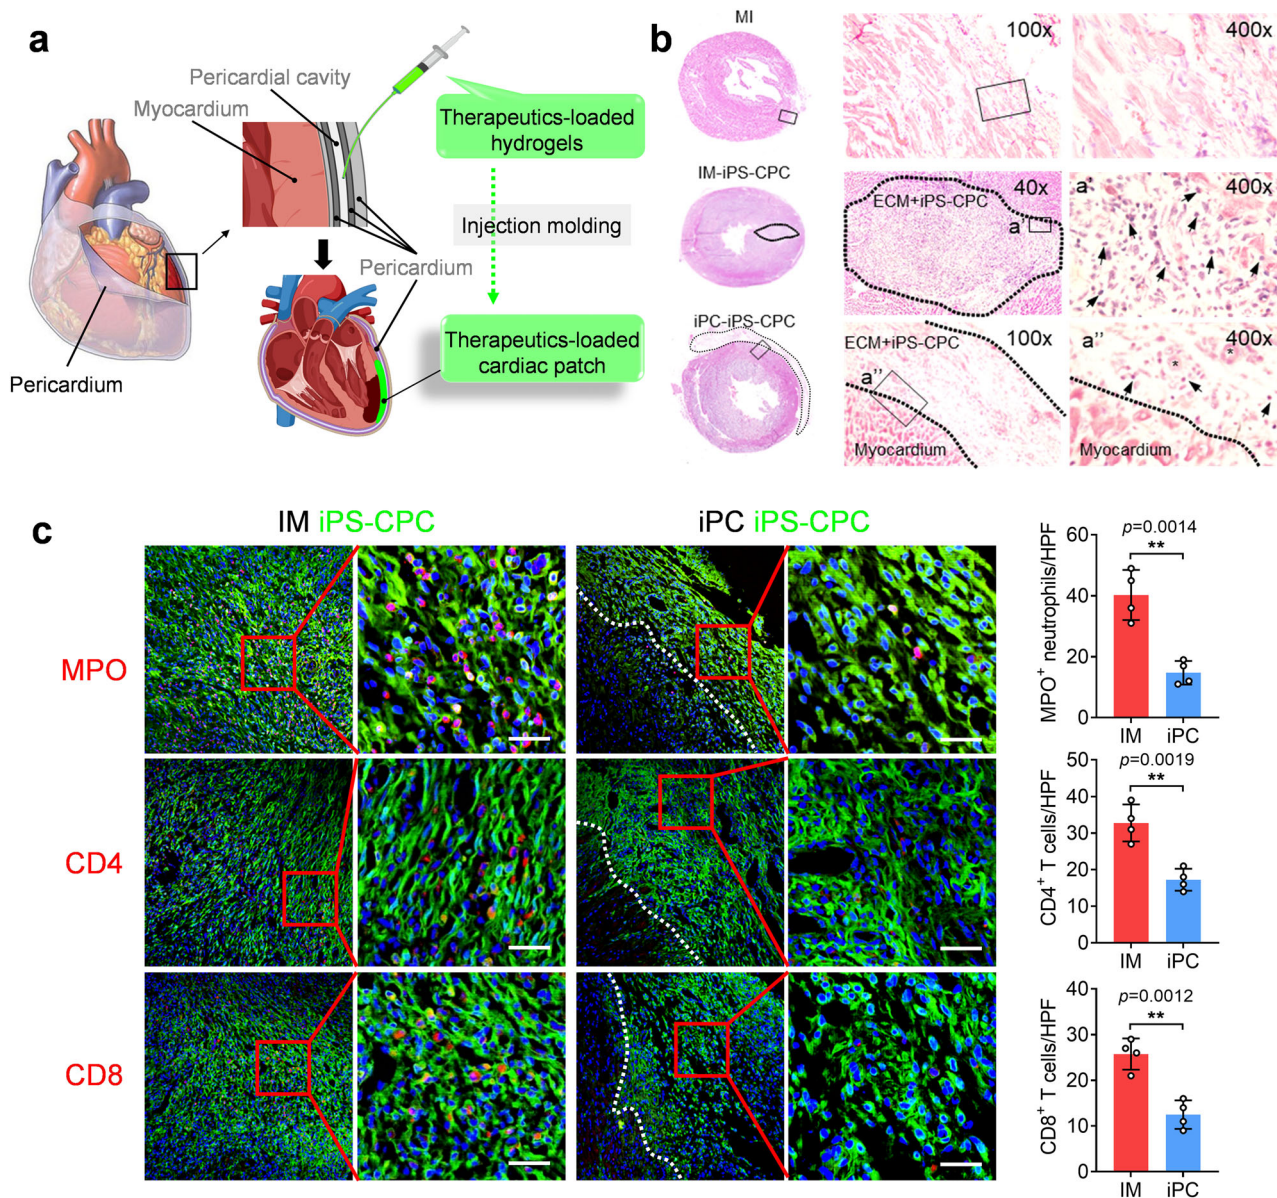 a
Pericardial cavity
Myocardium
Therapeutics-loaded
hydrogels
Injection molding
Pericardium
Therapeutics-loaded
cardiac patch
Pericardium
b
MI
100x
400x
IM-iPS-CPC
ECM+iPS-CPC
40x
a
a'
400x
iPC-iPS-CPC
ECM+iPS-CPC
100x
a''
Myocardium
a''
400x
*
*
Myocardium
c
IM iPS-CPC
iPC iPS-CPC
MPO
CD4
CD8
p=0.0014
**
MPO⁺ neutrophils/HPF
60
40
20
0
IM
iPC
p=0.0019
**
CD4⁺ T cells/HPF
50
40
30
20
10
0
IM
iPC
p=0.0012
**
CD8⁺ T cells/HPF
40
30
20
10
0
IM
iPC